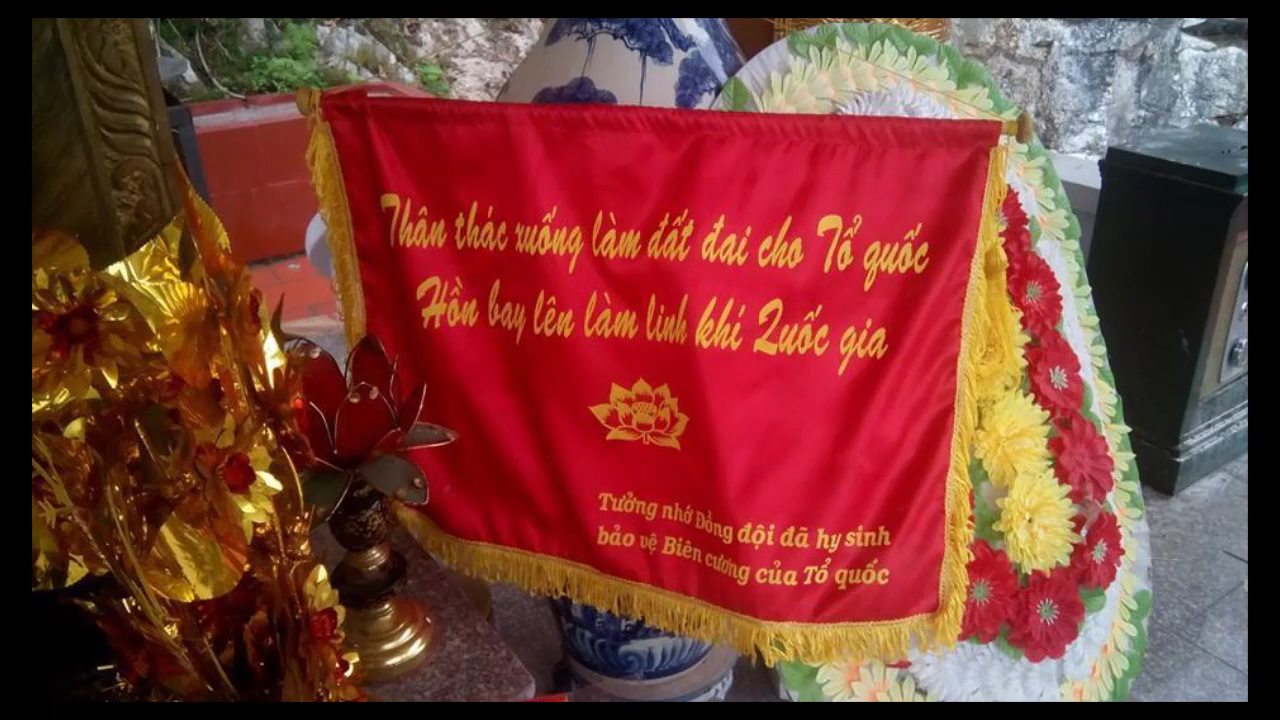 Thân thác xuống làm đất đai cho Tổ quốc
Hồn bay lên làm linh khí Quốc gia
Tưởng nhớ Đồng đội đã hy sinh
bảo vệ Biên cương của Tổ quốc